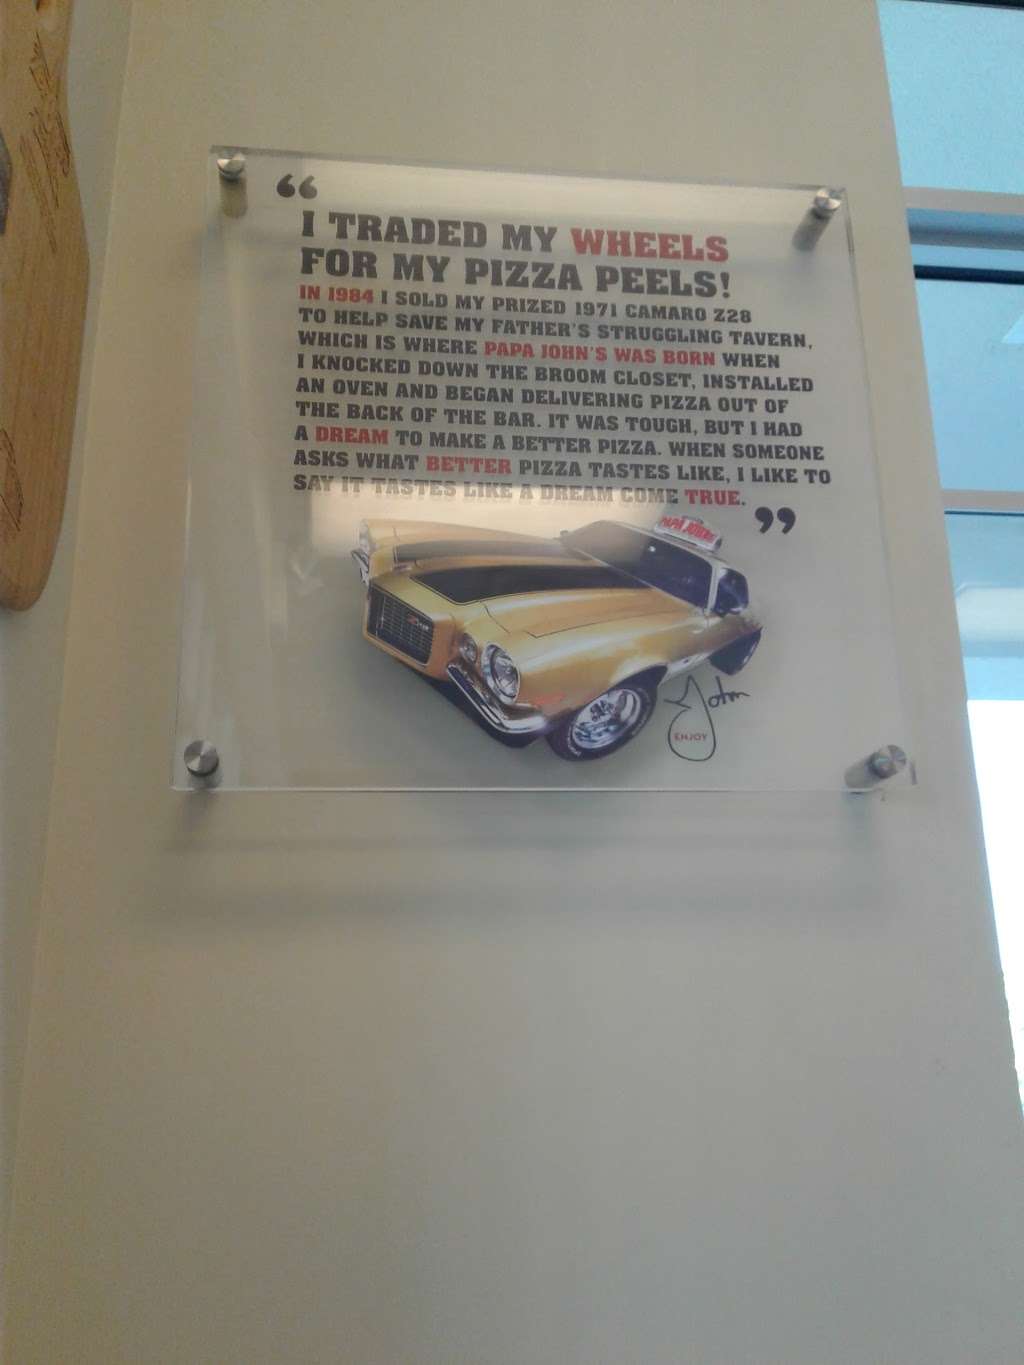 “
I TRADED MY WHEELS
FOR MY PIZZA PEELS!
IN 1984 I SOLD MY PRIZED 1971 CAMARO Z28
TO HELP SAVE MY FATHER'S STRUGGLING TAVERN,
WHICH IS WHERE PAPA JOHN'S WAS BORN WHEN
I KNOCKED DOWN THE BROOM CLOSET, INSTALLED
AN OVEN AND BEGAN DELIVERING PIZZA OUT OF
THE BACK OF THE BAR. IT WAS TOUGH, BUT I HAD
A DREAM TO MAKE A BETTER PIZZA. WHEN SOMEONE
ASKS WHAT BETTER PIZZA TASTES LIKE, I LIKE TO
SAY IT TASTES LIKE A DREAM COME TRUE.
”
PAPA JOHN'S
John
ENJOY